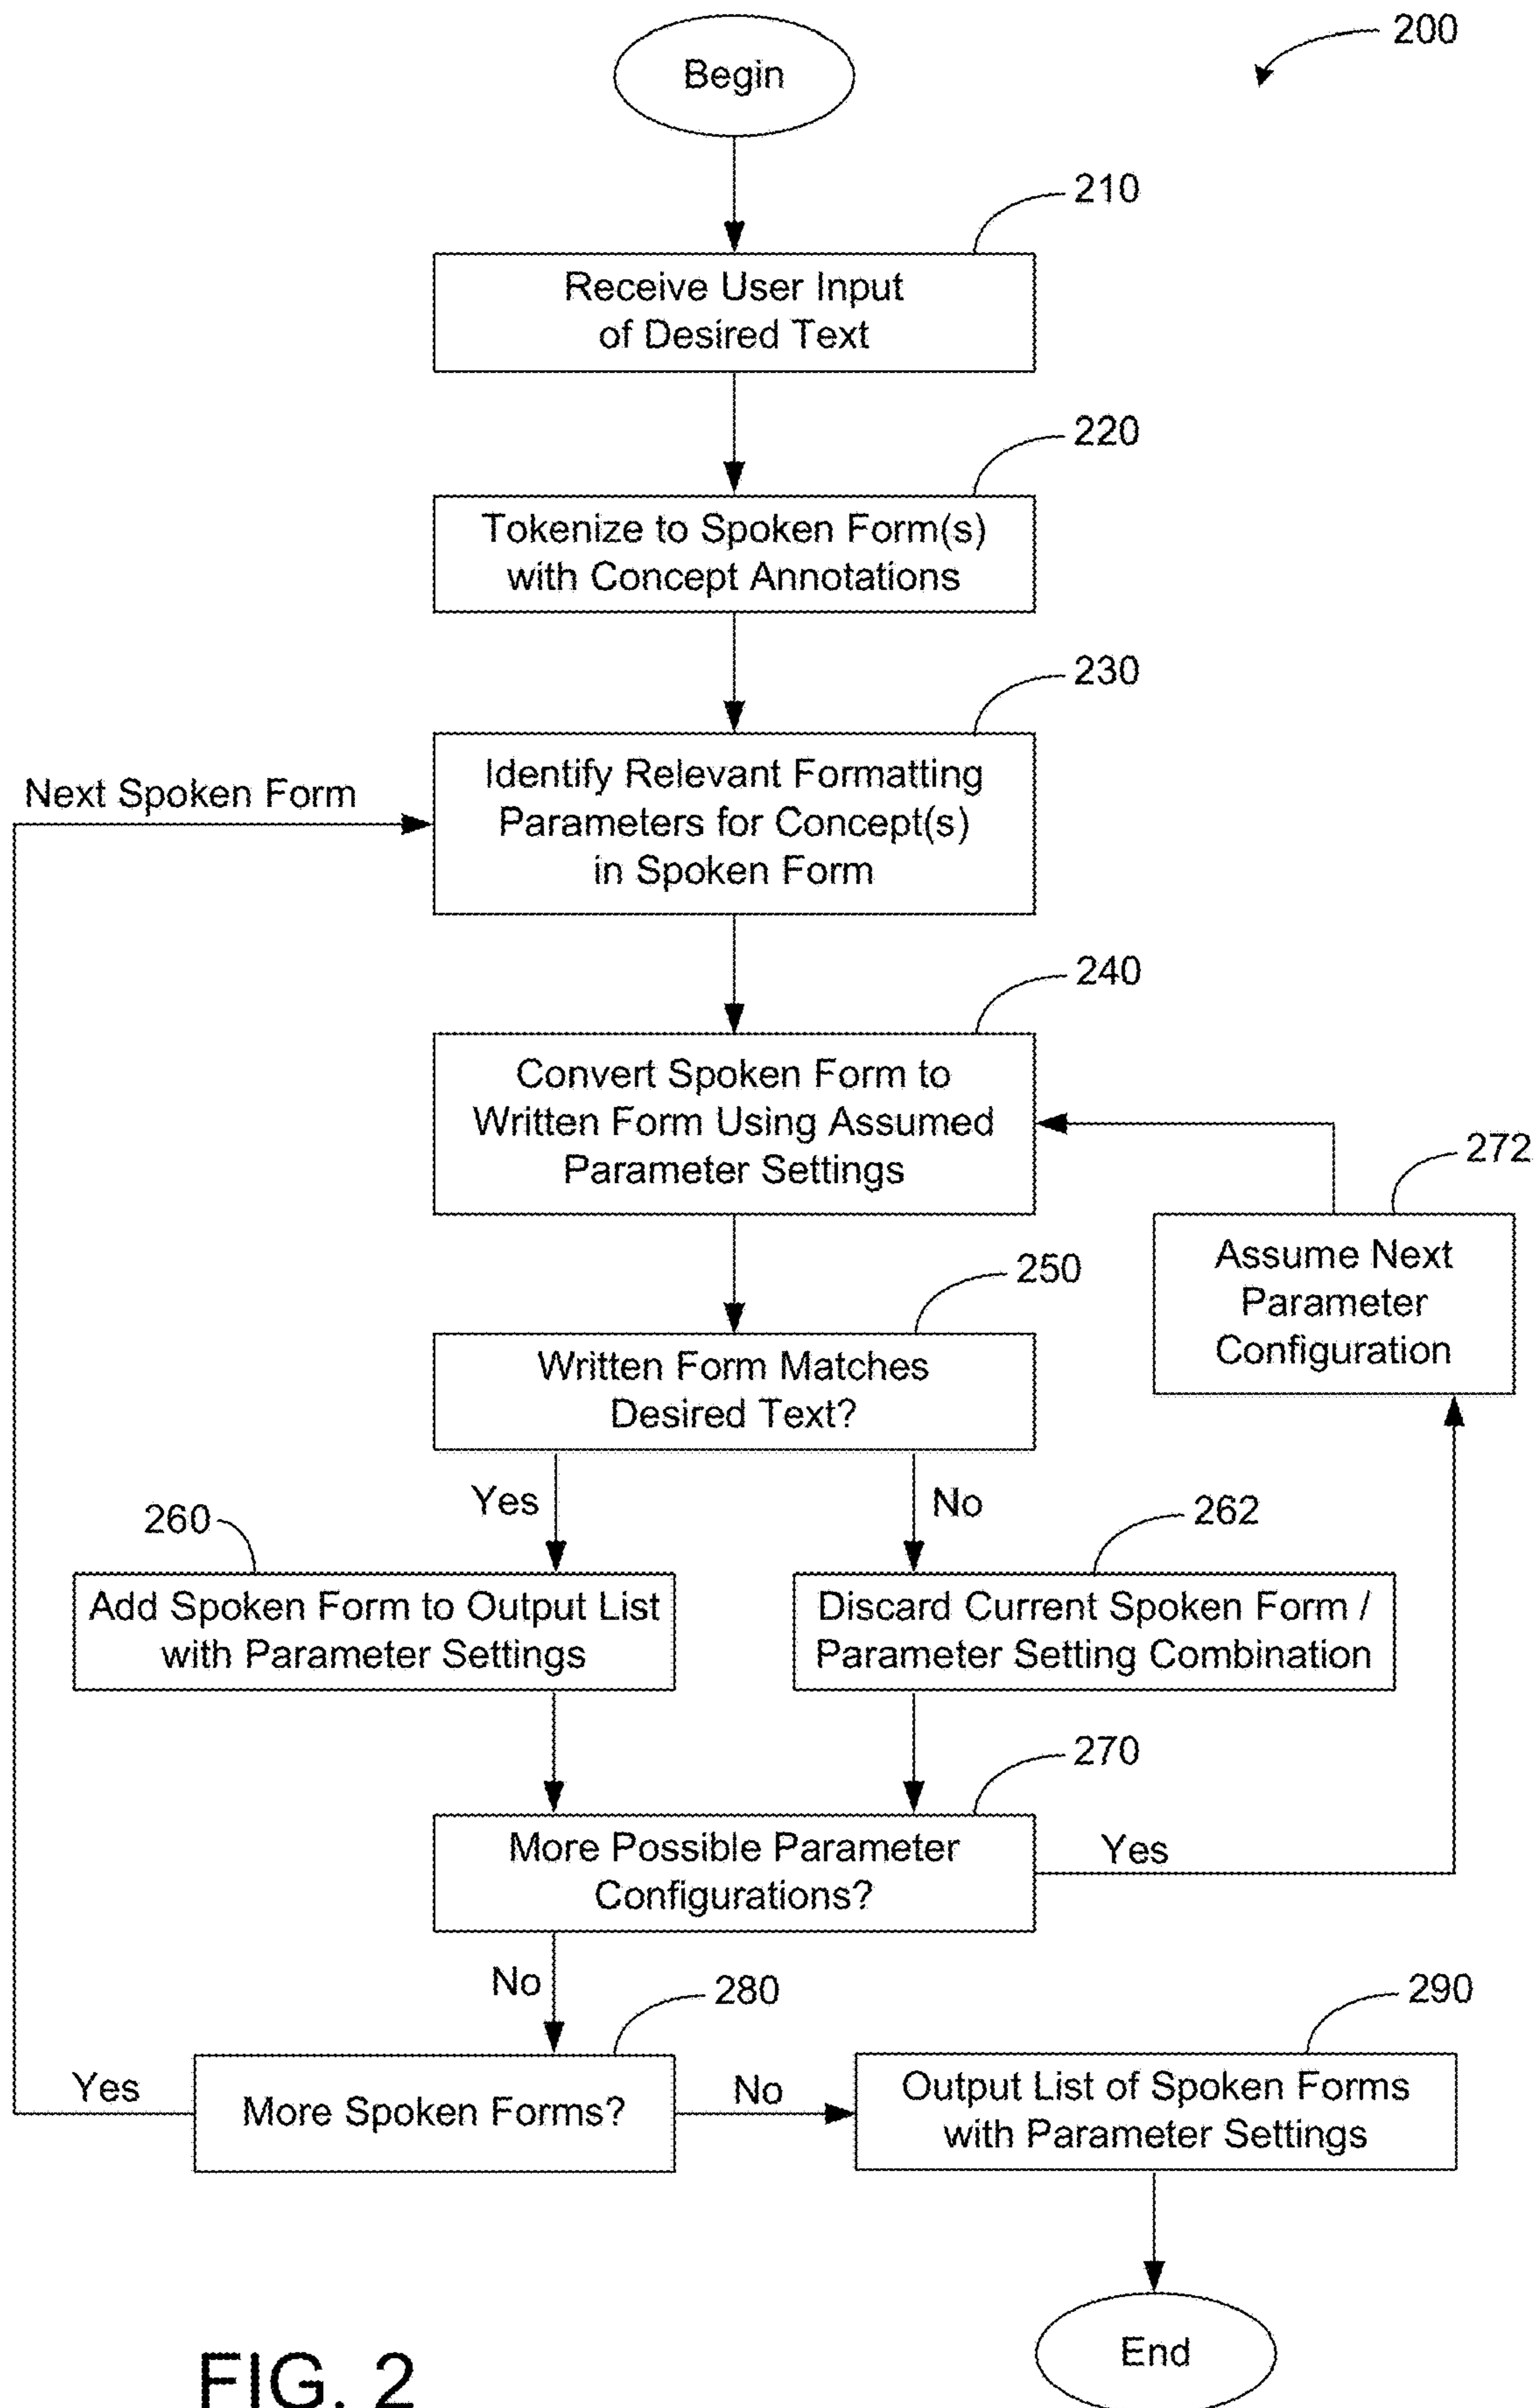 200
Begin
210
Receive User Input
of Desired Text
220
Tokenize to Spoken Form(s)
with Concept Annotations
230
Next Spoken Form
Identify Relevant Formatting
Parameters for Concept(s)
in Spoken Form
240
Convert Spoken Form to
Written Form Using Assumed
Parameter Settings
272
Assume Next
Parameter
Configuration
250
Written Form Matches
Desired Text?
Yes
No
260
262
Add Spoken Form to Output List
with Parameter Settings
Discard Current Spoken Form /
Parameter Setting Combination
270
More Possible Parameter
Configurations?
Yes
No
280
290
Yes
More Spoken Forms?
No
Output List of Spoken Forms
with Parameter Settings
End
FIG. 2